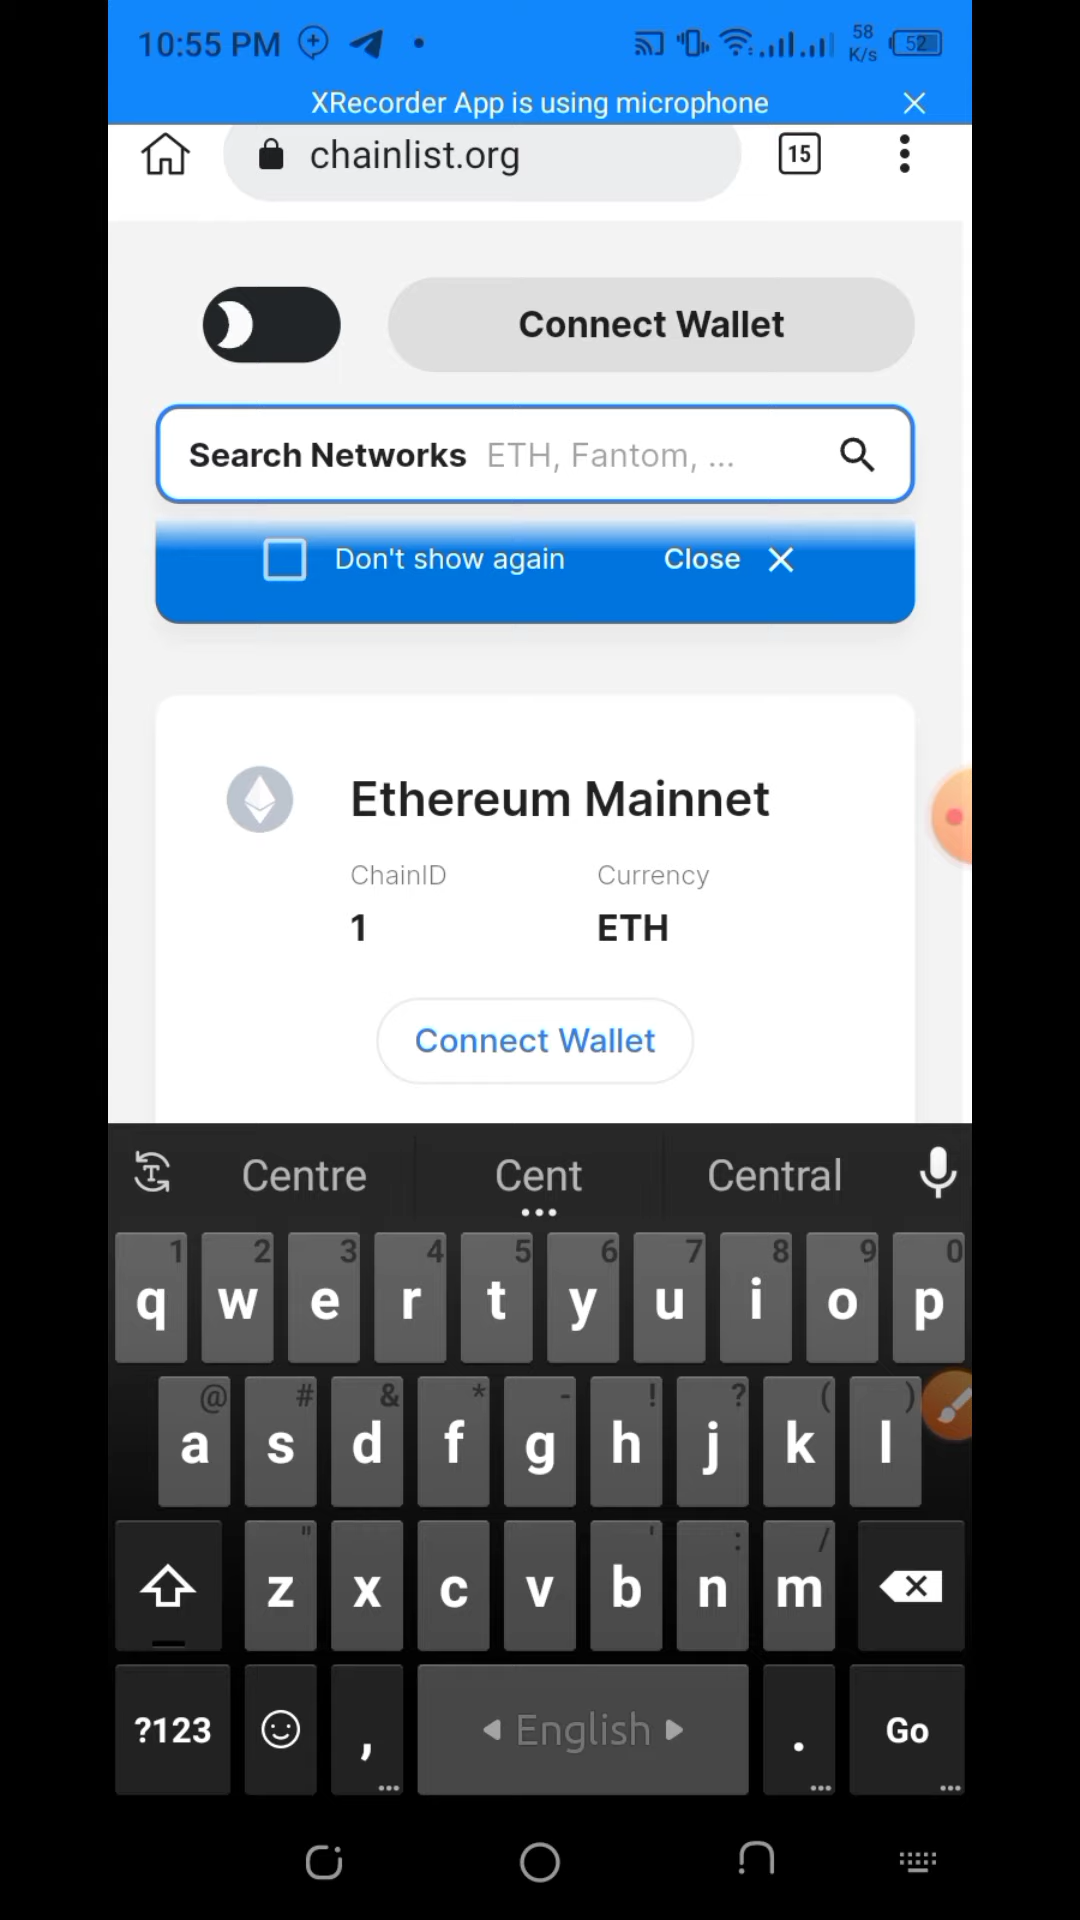 10:55 PM 58 K/s 52
XRecorder App is using microphone
chainlist.org 15
Connect Wallet
Search Networks ETH, Fantom, ...
Don't show again Close
Ethereum Mainnet
ChainID Currency
1 ETH
Connect Wallet
T Centre Cent Central
...
1 2 3 4 5 6 7 8 9 0
q w e r t y u i o p
@ # & * - ! ? ( )
a s d f g h j k l
" ' : /
z x c v b n m
?123 , English . Go
... ... ...